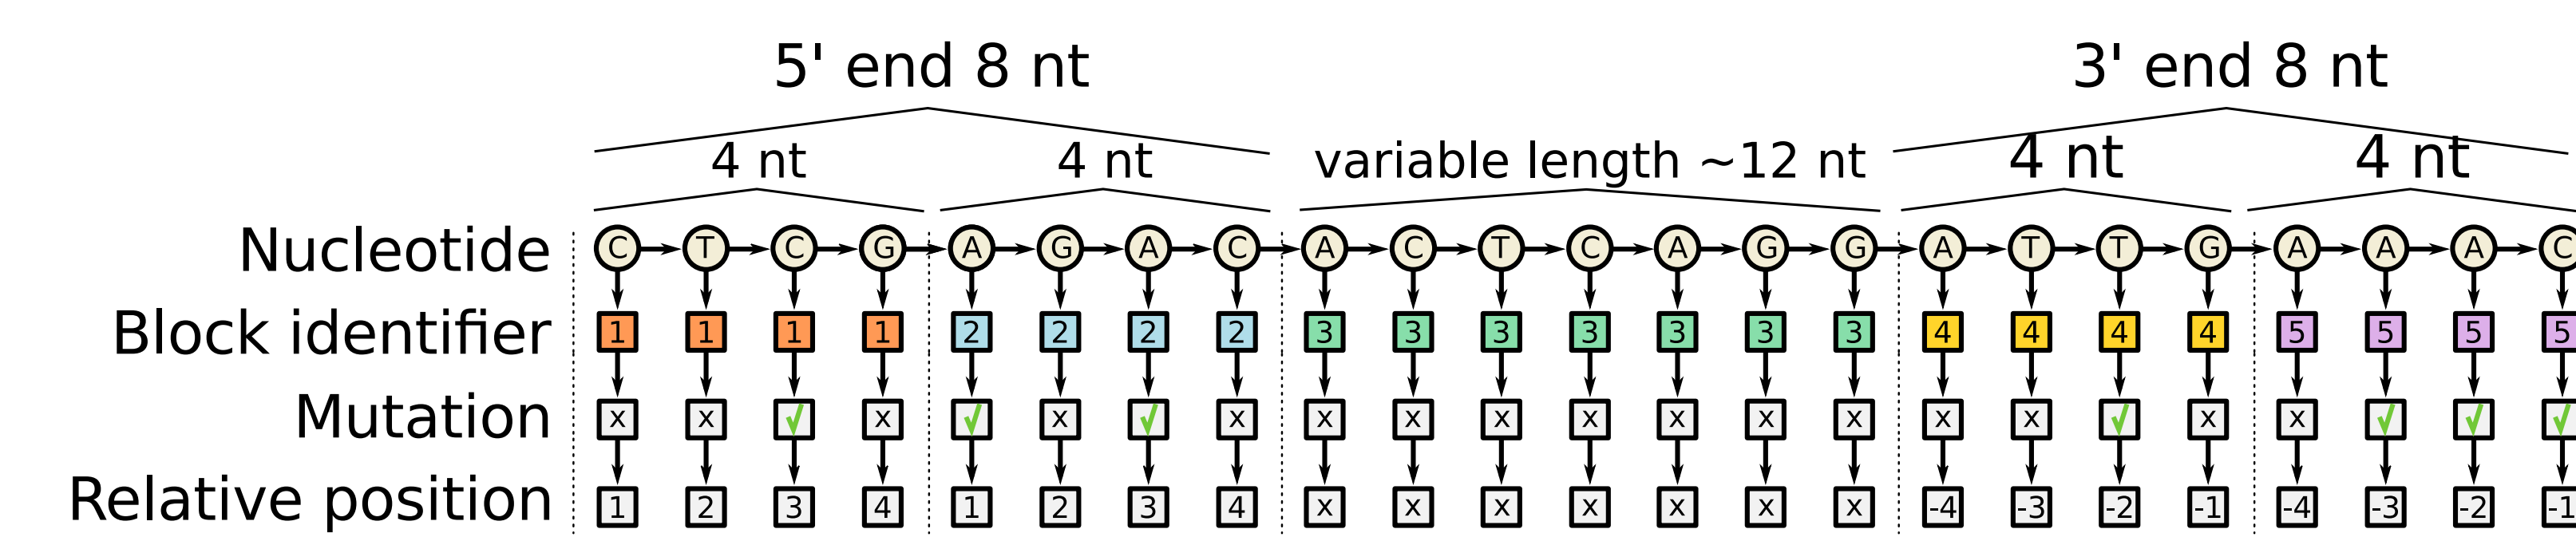 5' end 8 nt 3' end 8 nt
4 nt 4 nt variable length ~12 nt 4 nt 4 nt
Nucleotide C T C G A G A C A C T C A G G A T T G A A A C
Block identifier 1 1 1 1 2 2 2 2 3 3 3 3 3 3 3 4 4 4 4 5 5 5 5
Mutation x x ✓ x ✓ x ✓ x x x x x x x x x x ✓ x x ✓ ✓ ✓
Relative position 1 2 3 4 1 2 3 4 x x x x x x x -4 -3 -2 -1 -4 -3 -2 -1